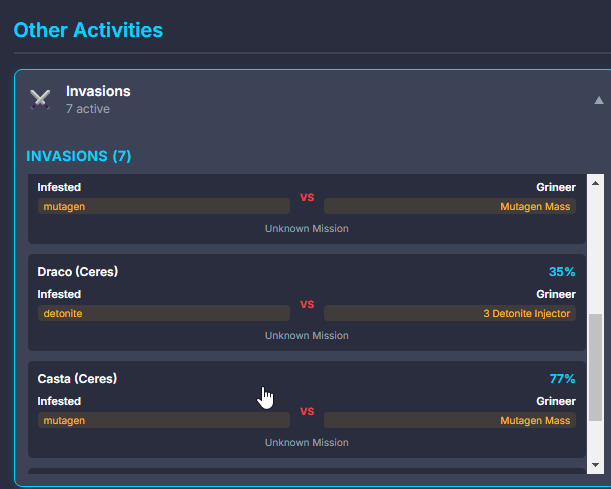 Other Activities
Invasions
7 active
INVASIONS (7)
Infested
Grineer
VS
mutagen
Mutagen Mass
Unknown Mission
Draco (Ceres)
35%
Infested
Grineer
VS
detonite
3 Detonite Injector
Unknown Mission
Casta (Ceres)
77%
Infested
Grineer
VS
mutagen
Mutagen Mass
Unknown Mission